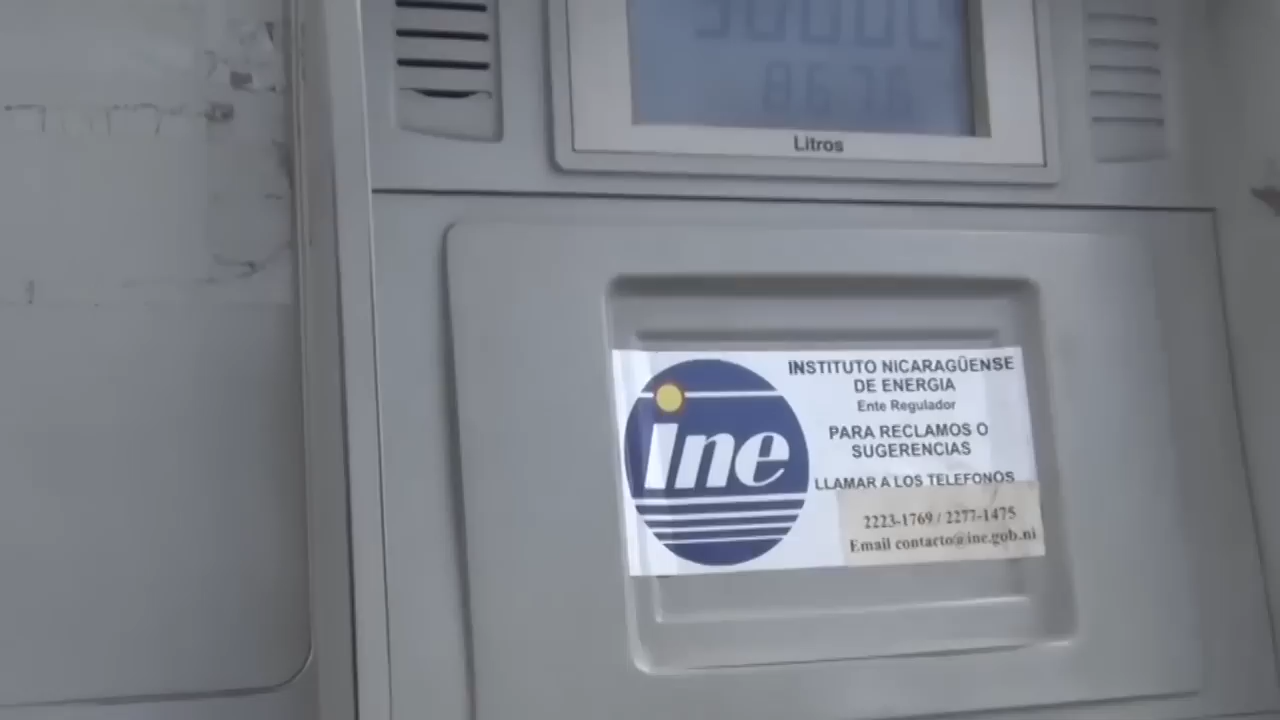 Litros
ine
INSTITUTO NICARAGÜENSE
DE ENERGIA
Ente Regulador
PARA RECLAMOS O
SUGERENCIAS
LLAMAR A LOS TELEFONOS
2223-1769 / 2277-1475
Email contacto@ine.gob.ni